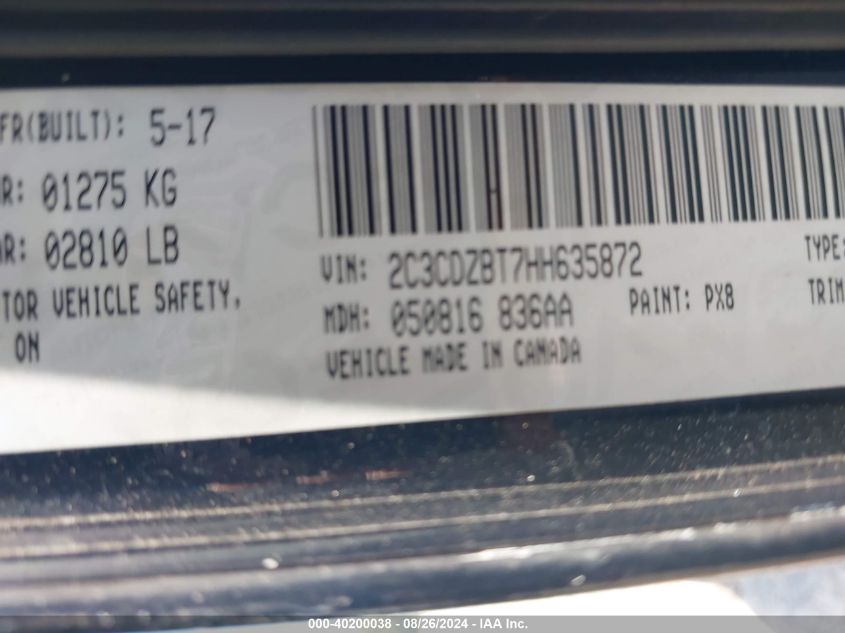 FR(BUILT): 5-17
R: 01275 KG
R: 02810 LB
TOR VEHICLE SAFETY,
ON
VIN: 2C3CDZBT7HH635872
MDH: 050816 836AA
PAINT: PX8
VEHICLE MADE IN CANADA
TYPE:
TRIM
000-40200038 - 08/26/2024 - IAA Inc.